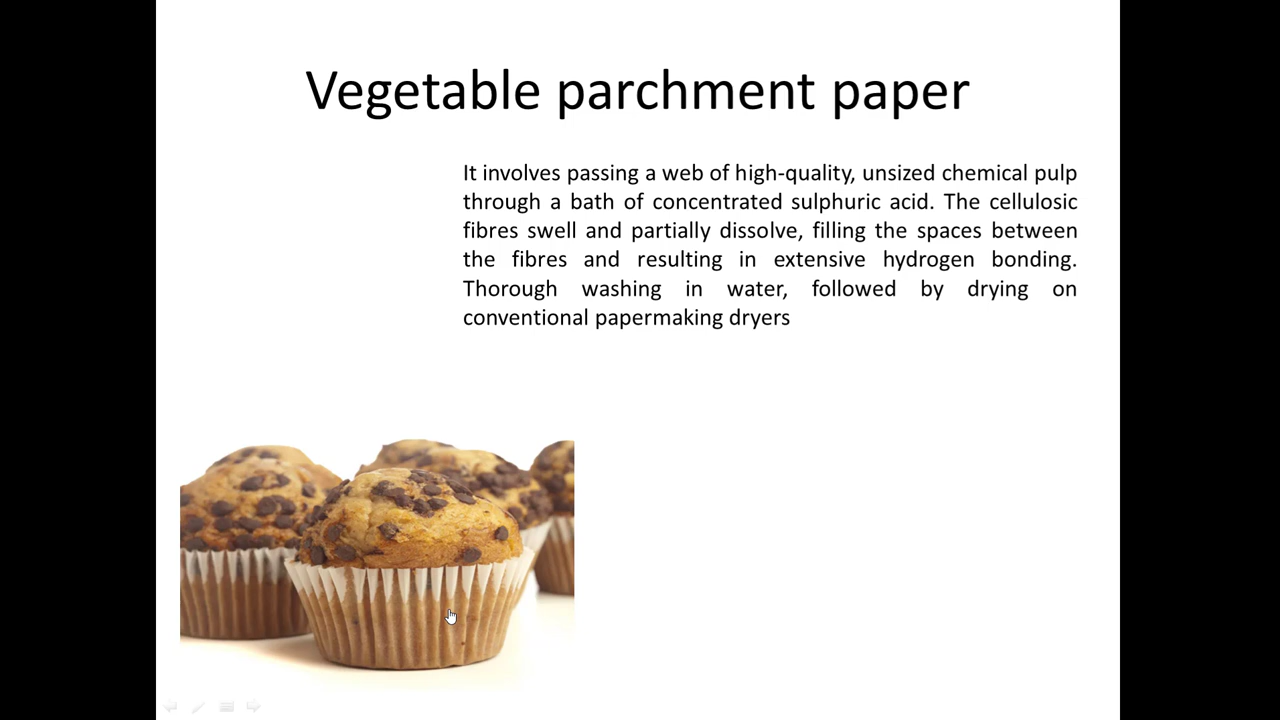 Vegetable parchment paper
It involves passing a web of high-quality, unsized chemical pulp
through a bath of concentrated sulphuric acid. The cellulosic
fibres swell and partially dissolve, filling the spaces between
the fibres and resulting in extensive hydrogen bonding.
Thorough washing in water, followed by drying on
conventional papermaking dryers